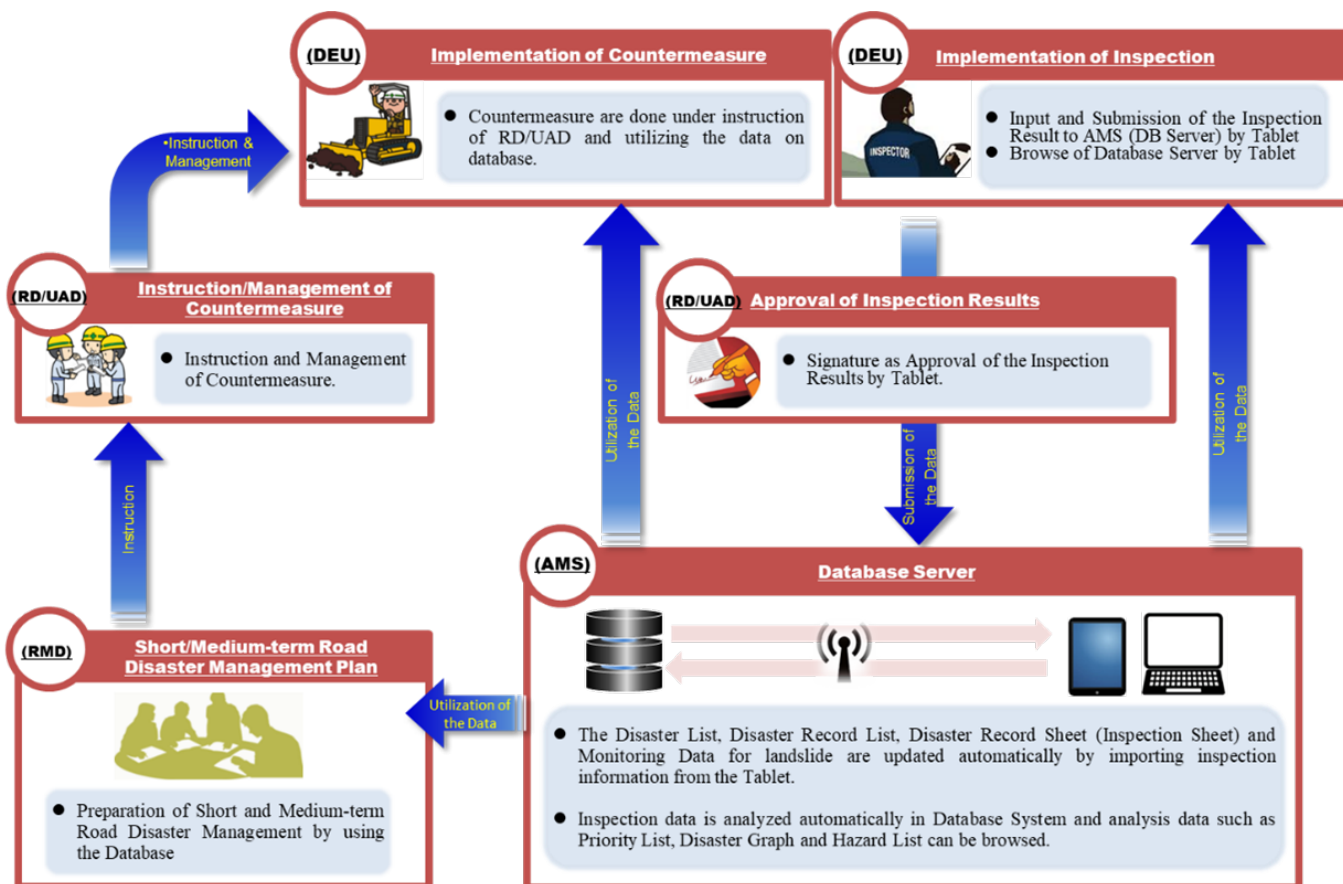 (DEU)
Implementation of Countermeasure
● Countermeasure are done under instruction
of RD/UAD and utilizing the data on
database.
(DEU)
Implementation of Inspection
INSPECTOR
● Input and Submission of the Inspection
Result to AMS (DB Server) by Tablet
● Browse of Database Server by Tablet
•Instruction &
Management
(RD/UAD)
Instruction/Management of
Countermeasure
● Instruction and Management
of Countermeasure.
(RD/UAD)
Approval of Inspection Results
● Signature as Approval of the Inspection
Results by Tablet.
Utilization of
the Data
Submission of
the Data
Utilization of
the Data
Instruction
(AMS)
Database Server
(RMD)
Short/Medium-term Road
Disaster Management Plan
Utilization of
the Data
● Preparation of Short and Medium-term
Road Disaster Management by using
the Database
● The Disaster List, Disaster Record List, Disaster Record Sheet (Inspection Sheet) and
Monitoring Data for landslide are updated automatically by importing inspection
information from the Tablet.
● Inspection data is analyzed automatically in Database System and analysis data such as
Priority List, Disaster Graph and Hazard List can be browsed.